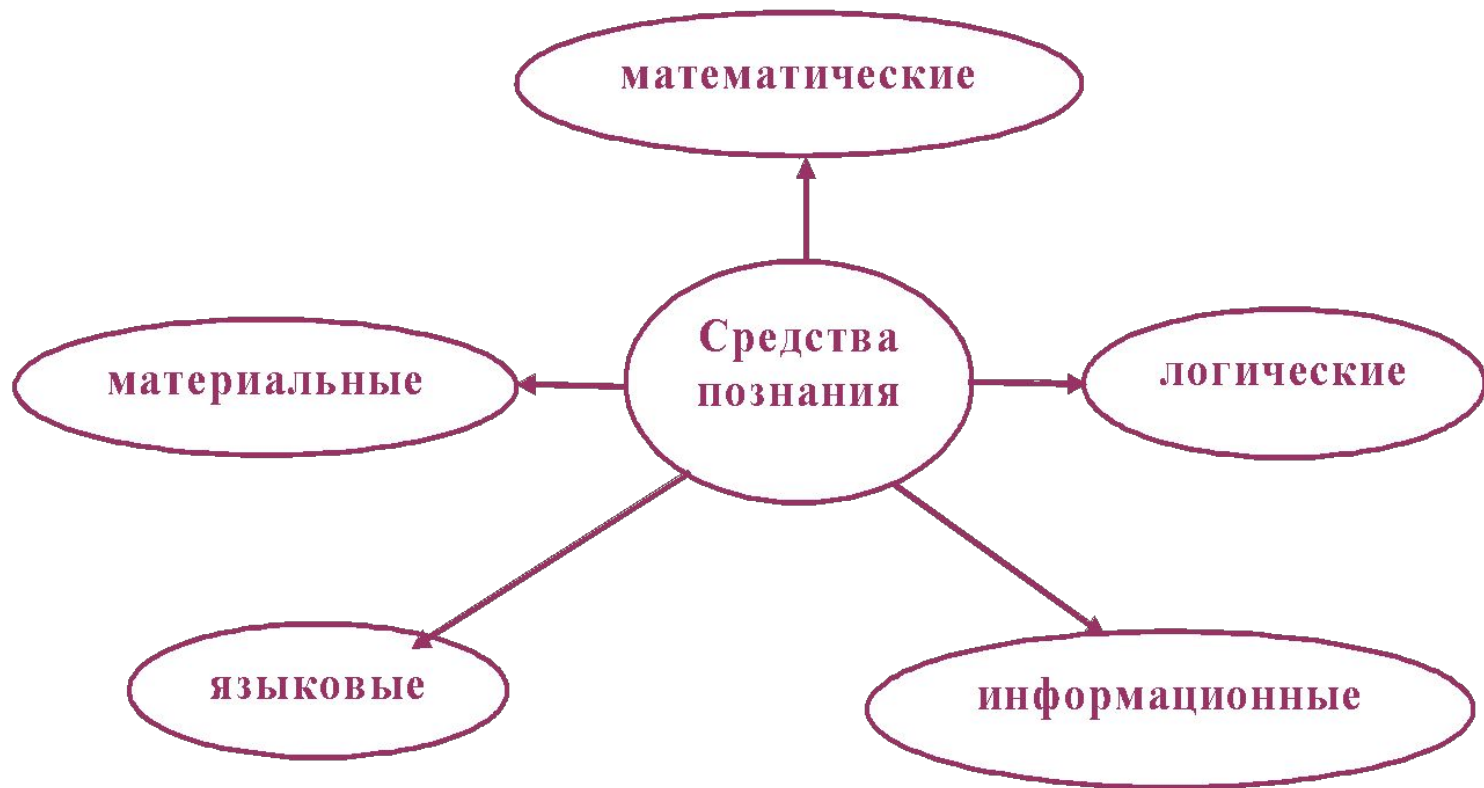 математические
Средства
познания
материальные
логические
языковые
информационные